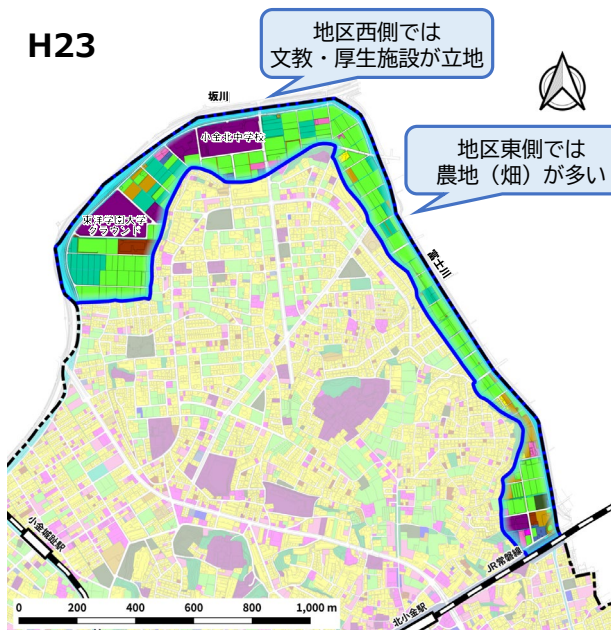 H23
地区西側では
文教・厚生施設が立地
坂川
小金北中学校
地区東側では
農地（畑）が多い
東洋学園大学
グラウンド
富士川
小金城趾駅
JR常磐線
北小金駅
0 200 400 600 800 1,000 m